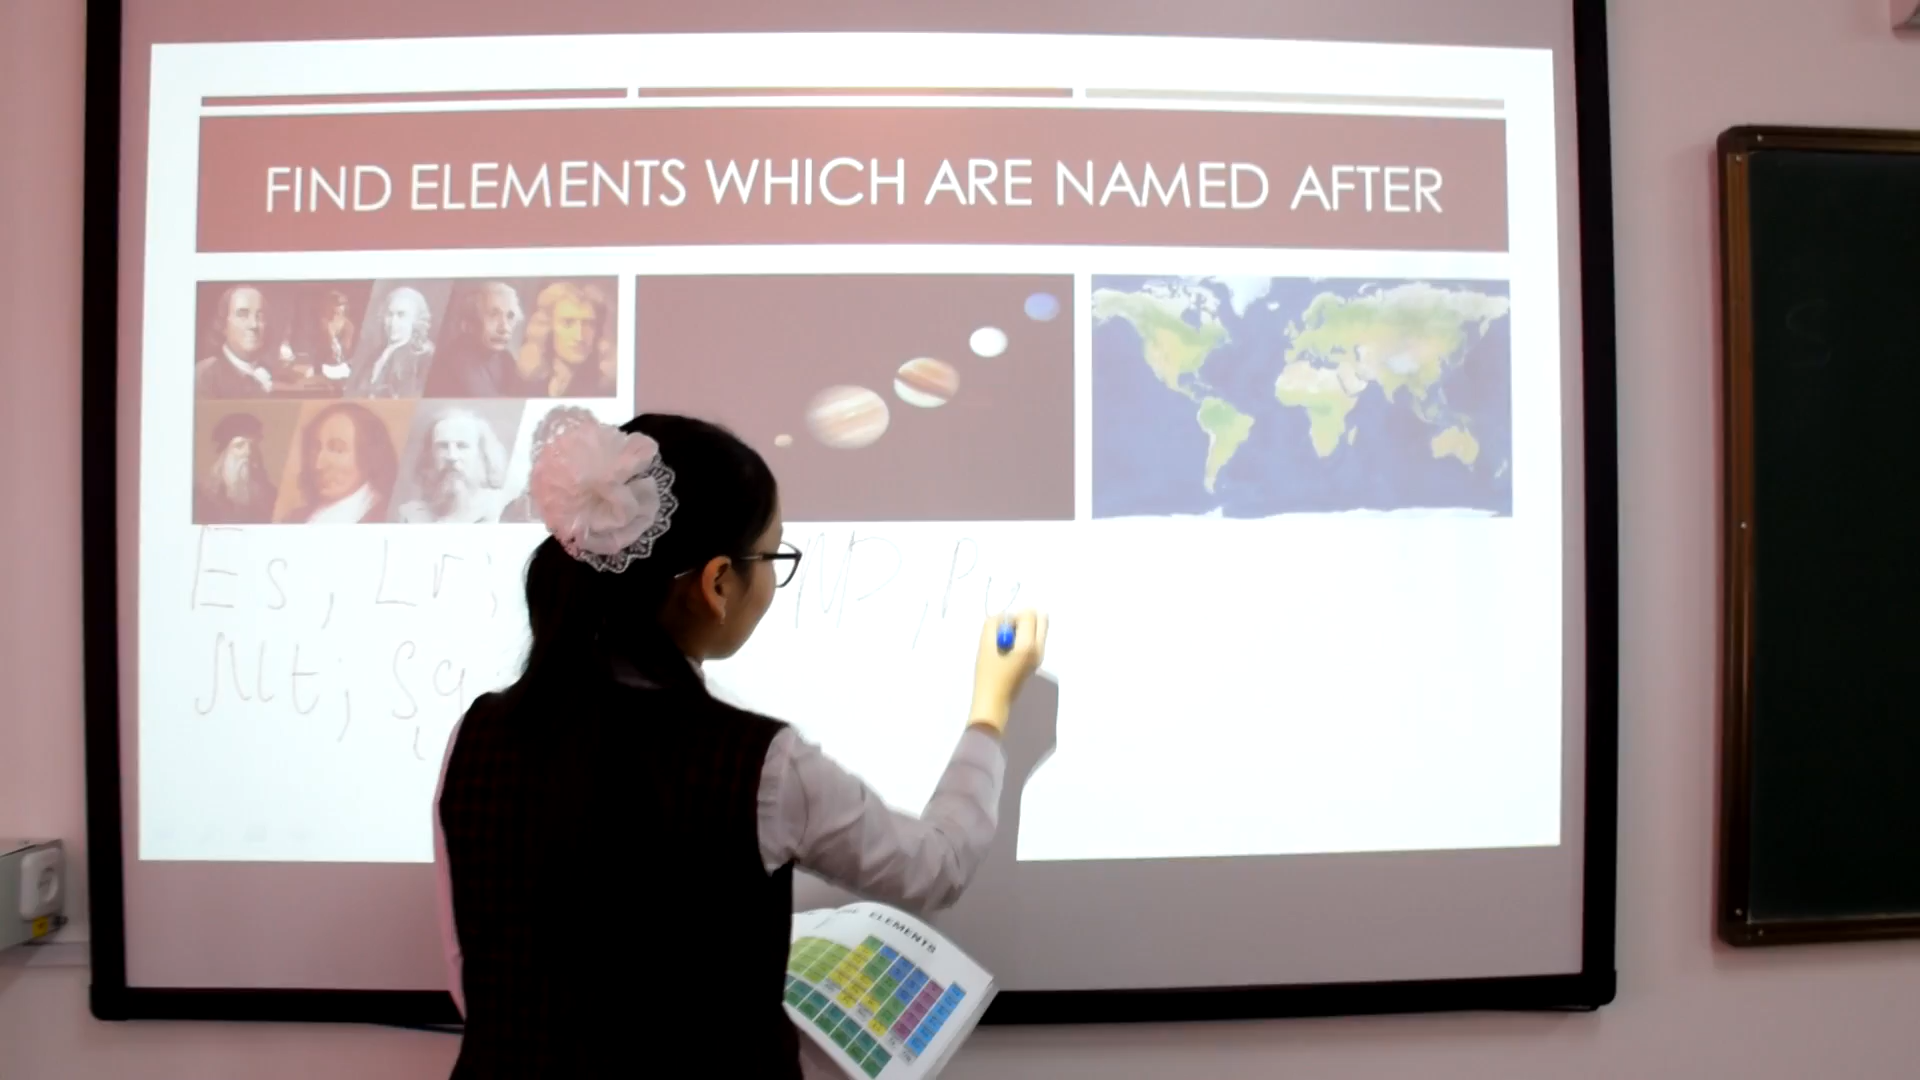 FIND ELEMENTS WHICH ARE NAMED AFTER
Es, Lr;
Np, Pu
Mt; Sg
ELEMENTS